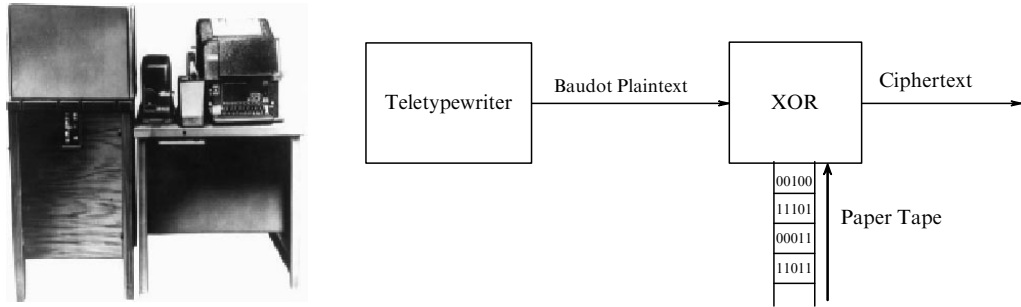 Teletypewriter
Baudot Plaintext
XOR
Ciphertext
00100
11101
00011
11011
Paper Tape